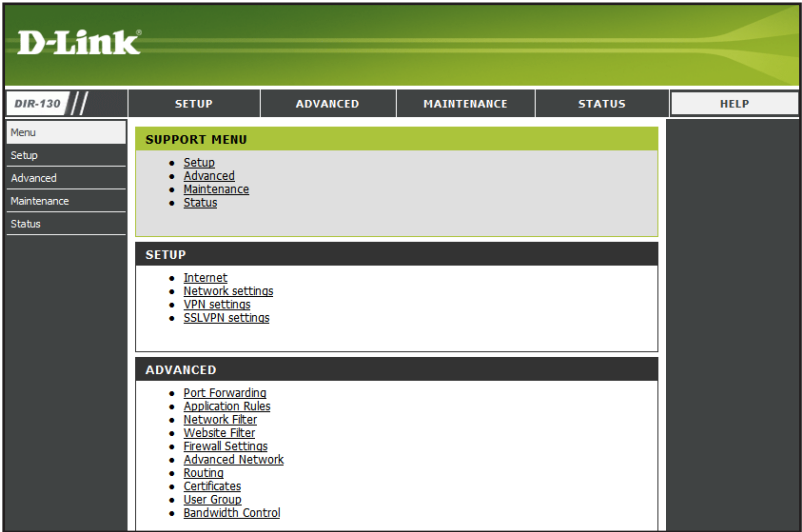 D-Link®
DIR-130
SETUP
ADVANCED
MAINTENANCE
STATUS
HELP
Menu
Setup
Advanced
Maintenance
Status
SUPPORT MENU
Setup
Advanced
Maintenance
Status
SETUP
Internet
Network settings
VPN settings
SSLVPN settings
ADVANCED
Port Forwarding
Application Rules
Network Filter
Website Filter
Firewall Settings
Advanced Network
Routing
Certificates
User Group
Bandwidth Control